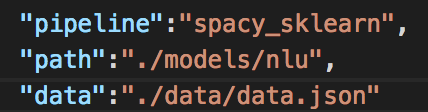 "pipeline":"spacy_sklearn",
"path":"./models/nlu",
"data":"./data/data.json"